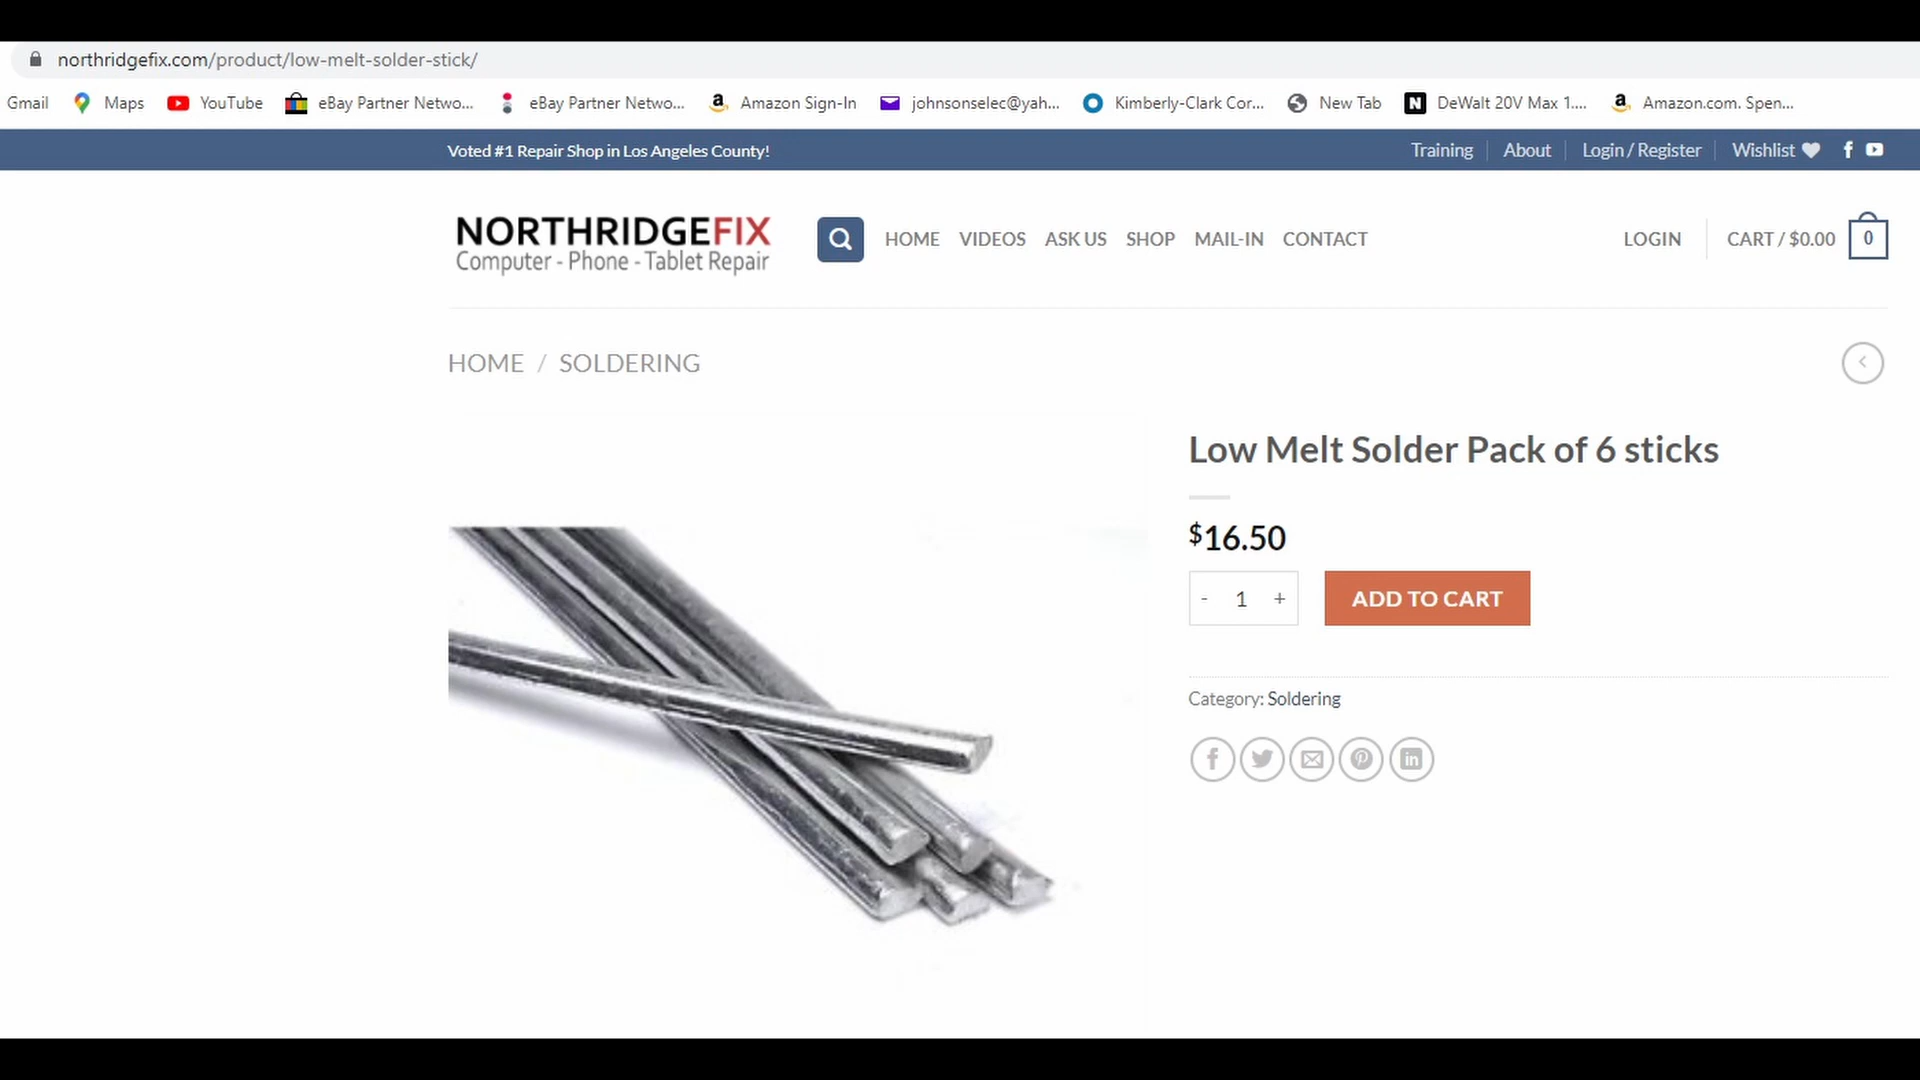 northridgefix.com/product/low-melt-solder-stick/
Gmail Maps YouTube eBay Partner Netwo... eBay Partner Netwo... Amazon Sign-In johnsonselec@yah... Kimberly-Clark Cor... New Tab DeWalt 20V Max 1.... Amazon.com. Spen...
Voted #1 Repair Shop in Los Angeles County! Training About Login / Register Wishlist
NORTHRIDGEFIX
Computer - Phone - Tablet Repair
HOME VIDEOS ASK US SHOP MAIL-IN CONTACT LOGIN CART / $0.00 0
HOME / SOLDERING
Low Melt Solder Pack of 6 sticks
$16.50
- 1 + ADD TO CART
Category: Soldering